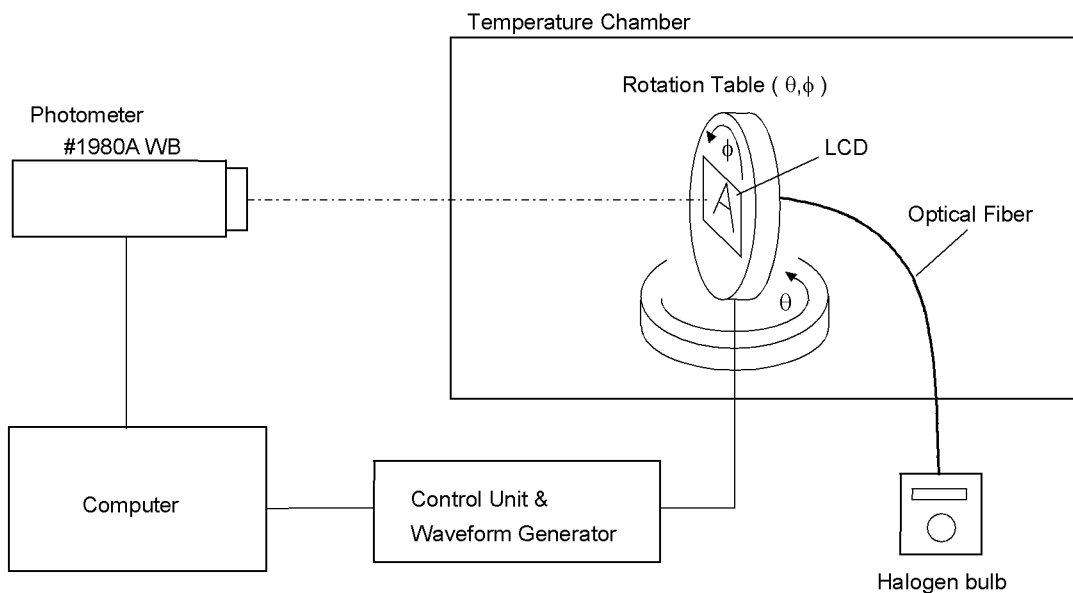 Temperature Chamber
Rotation Table ( θ,ϕ )
Photometer
#1980A WB
ϕ
LCD
A
Optical Fiber
θ
Computer
Control Unit &
Waveform Generator
Halogen bulb